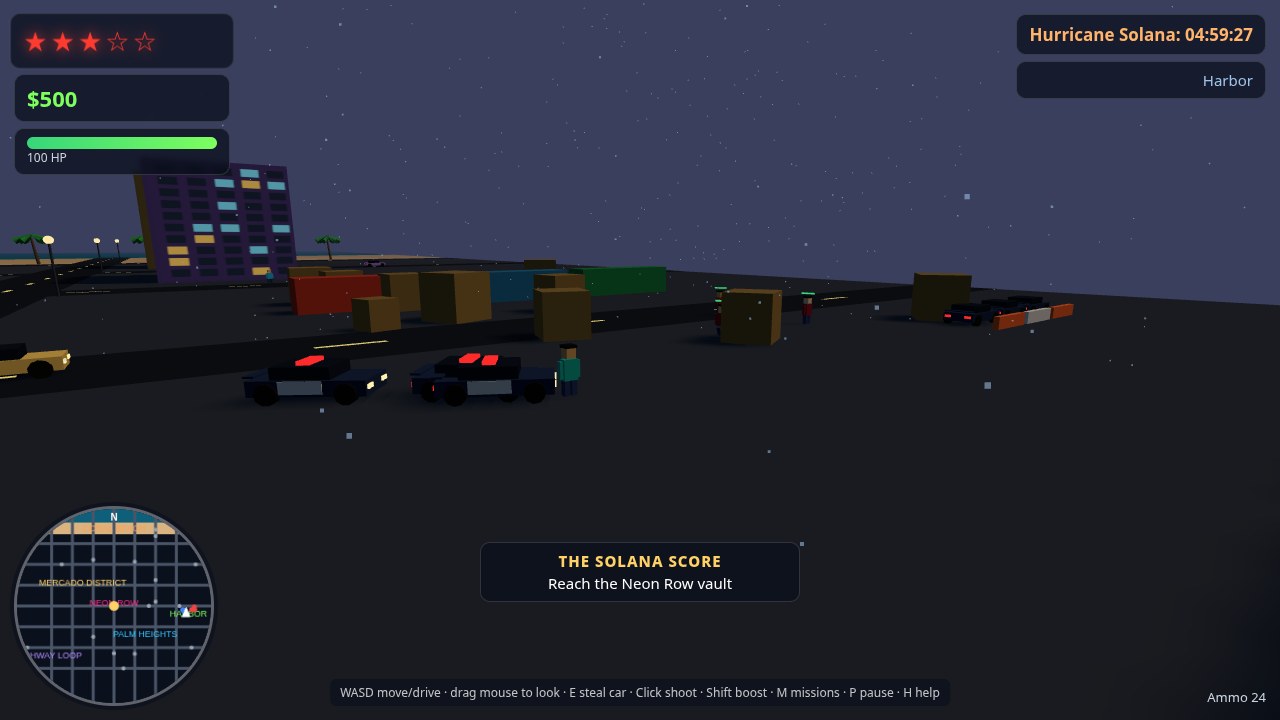 ★★★☆☆
$500
100 HP
Hurricane Solana: 04:59:27
Harbor
N
MERCADO DISTRICT
NEON ROW
HARBOR
PALM HEIGHTS
HWAY LOOP
THE SOLANA SCORE
Reach the Neon Row vault
WASD move/drive · drag mouse to look · E steal car · Click shoot · Shift boost · M missions · P pause · H help
Ammo 24